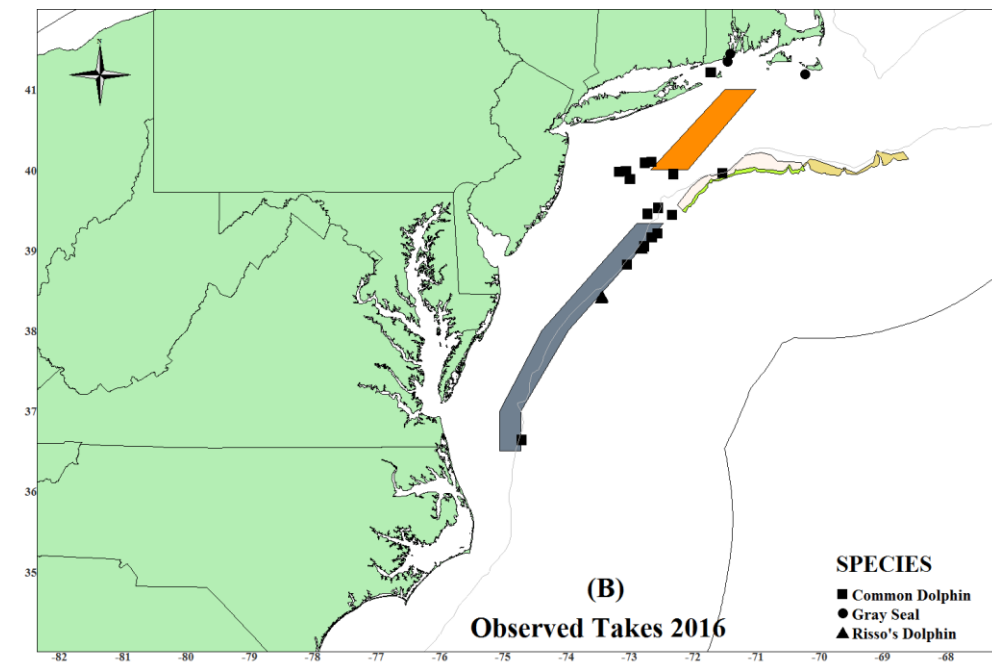 N
41
40
39
38
37
36
35
SPECIES
Common Dolphin
Gray Seal
Risso's Dolphin
(B)
Observed Takes 2016
-82 -81 -80 -79 -78 -77 -76 -75 -74 -73 -72 -71 -70 -69 -68 -67